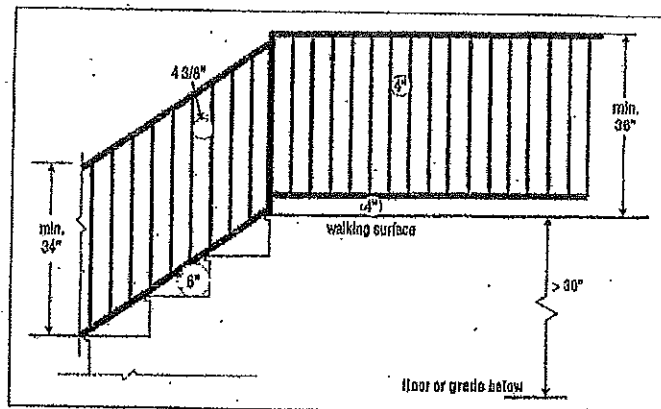 4 3/8"
4"
min.
36"
min.
34"
(4")
walking surface
6"
> 30"
floor or grade below